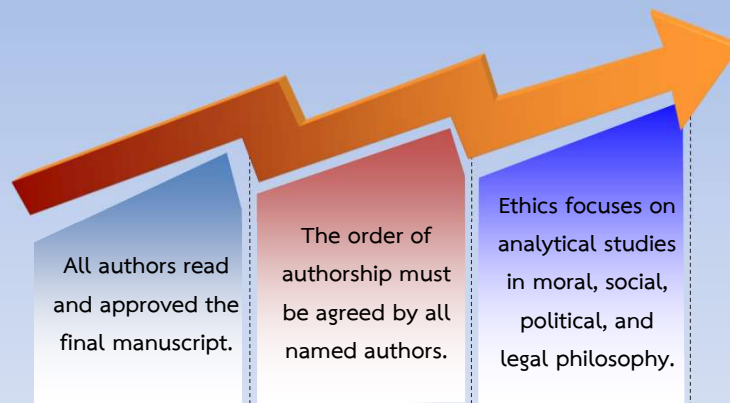 All authors read
and approved the
final manuscript.
The order of
authorship must
be agreed by all
named authors.
Ethics focuses on
analytical studies
in moral, social,
political, and
legal philosophy.